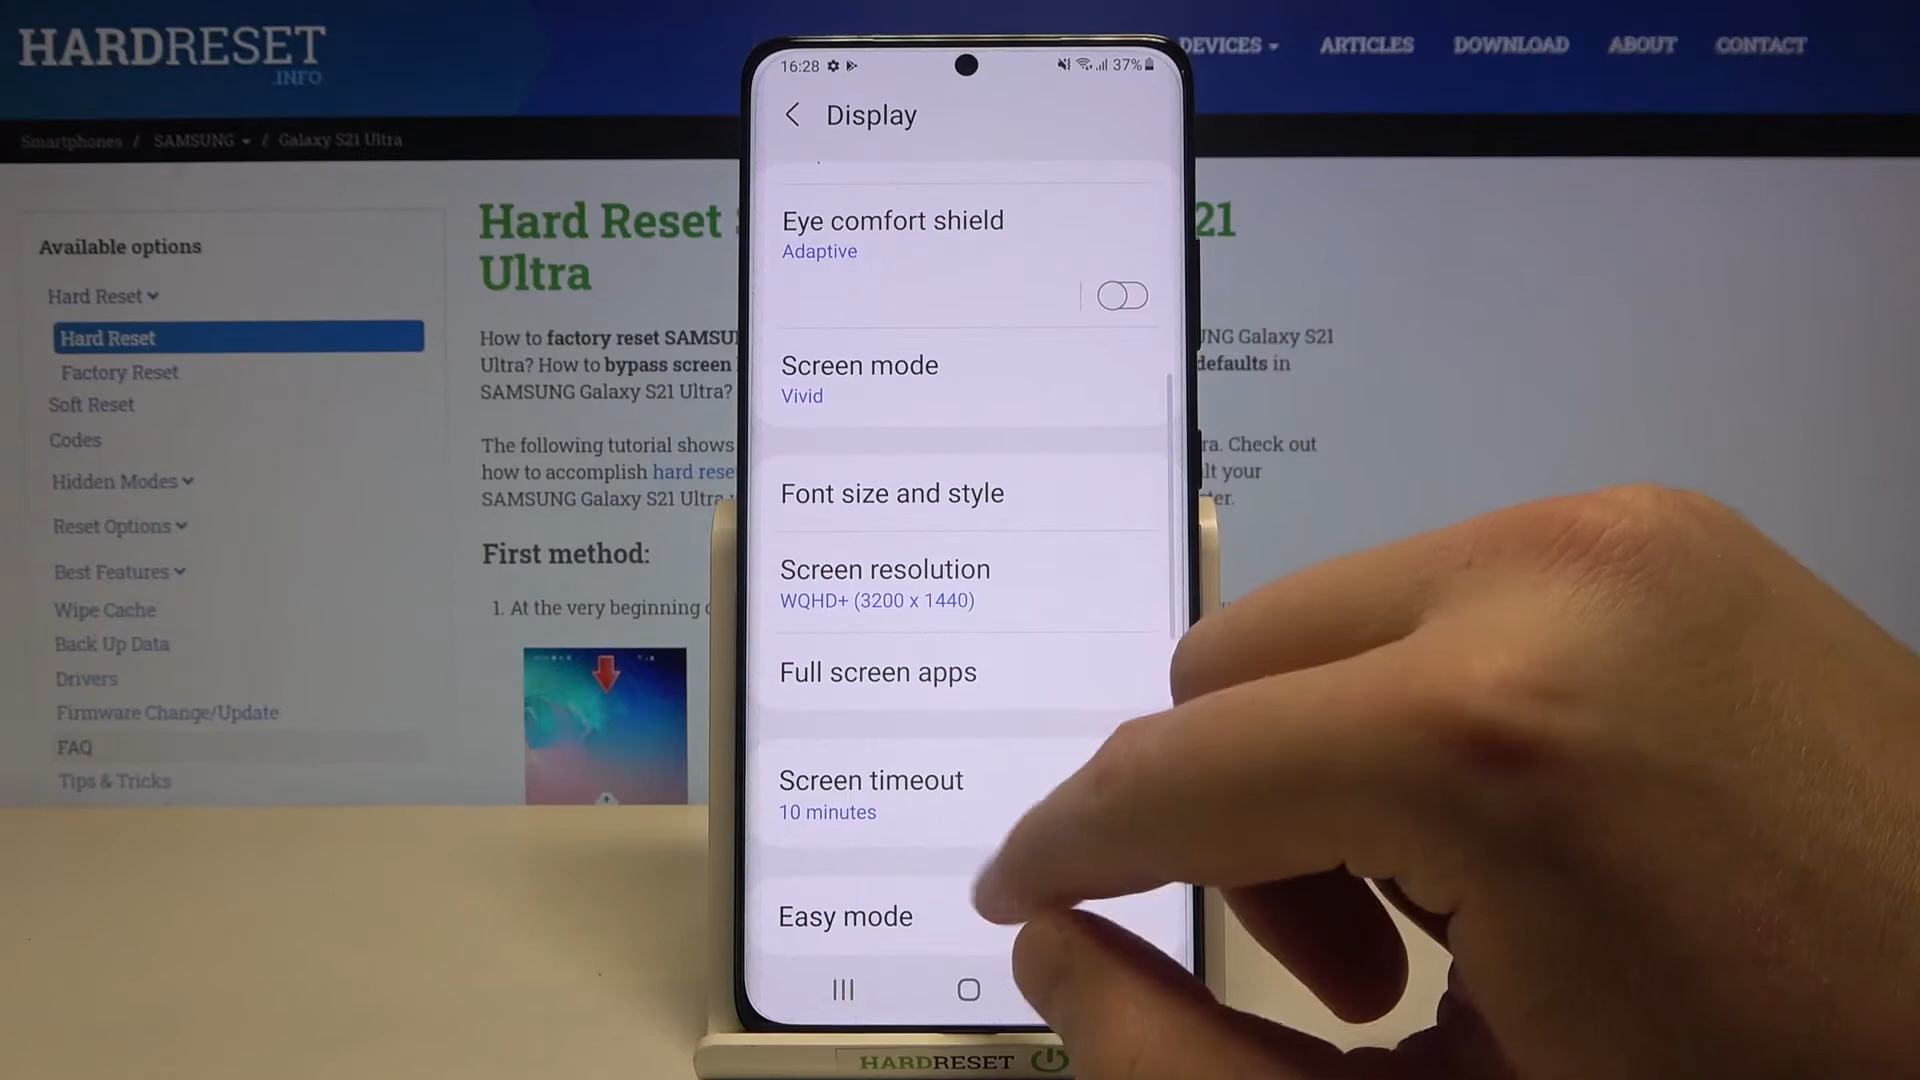 HARDRESET
.INFO
DEVICES
ARTICLES
DOWNLOAD
ABOUT
CONTACT
Smartphones / SAMSUNG / Galaxy S21 Ultra
Available options
Hard Reset
Hard Reset
Factory Reset
Soft Reset
Codes
Hidden Modes
Reset Options
Best Features
Wipe Cache
Back Up Data
Drivers
Firmware Change/Update
FAQ
Tips & Tricks
Hard Reset
21
Ultra
How to factory reset
NG Galaxy S21
Ultra? How to bypass screen
defaults in
SAMSUNG Galaxy S21 Ultra?
The following tutorial shows
Check out
how to accomplish hard
your
SAMSUNG Galaxy S21 Ultra
First method:
1. At the very beginning
16:28
37%
Display
Eye comfort shield
Adaptive
Screen mode
Vivid
Font size and style
Screen resolution
WQHD+ (3200 x 1440)
Full screen apps
Screen timeout
10 minutes
Easy mode
HARDRESET